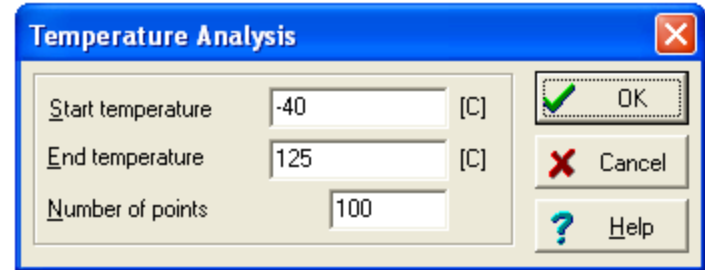 Temperature Analysis
Start temperature -40 [C]
End temperature 125 [C]
Number of points 100
OK
Cancel
Help